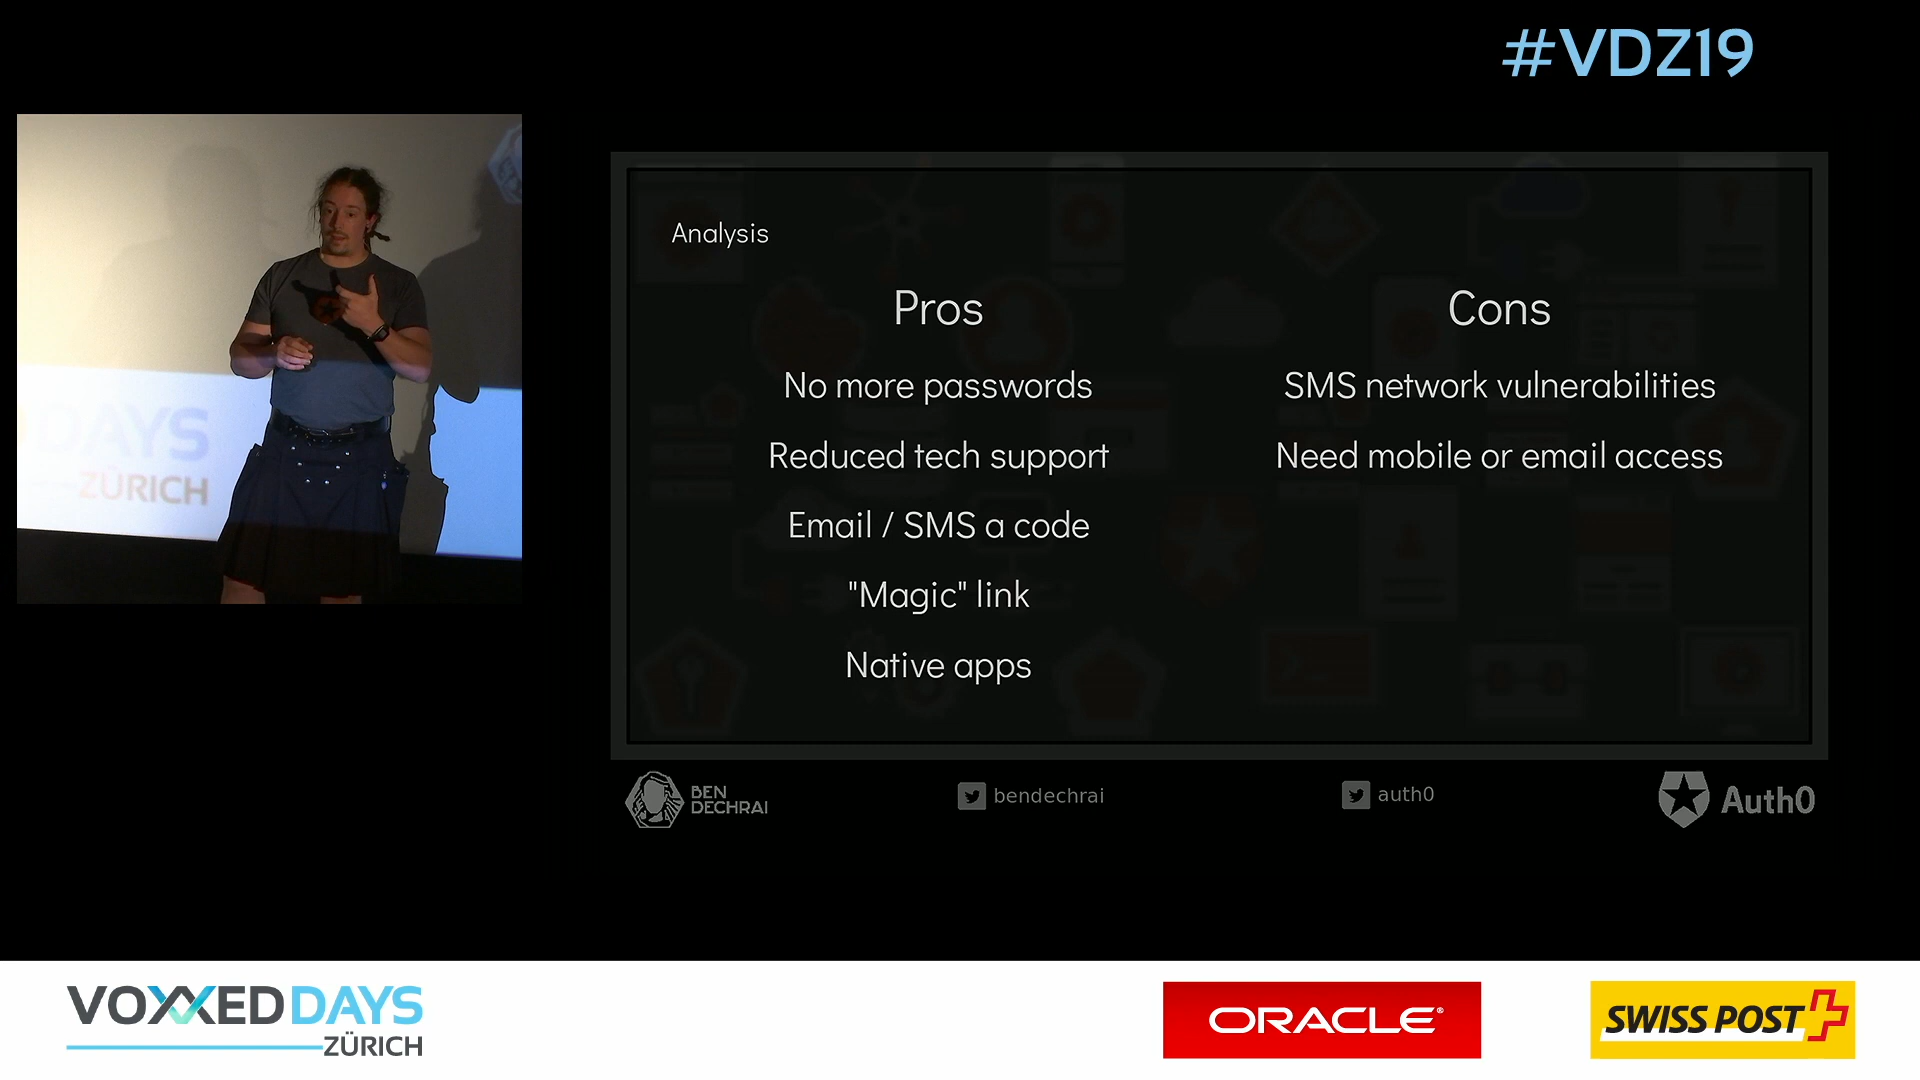 #VDZ19
DAYS
ZÜRICH
Analysis
Pros
No more passwords
Reduced tech support
Email / SMS a code
"Magic" link
Native apps
Cons
SMS network vulnerabilities
Need mobile or email access
BEN
DECHRAI
bendechrai
auth0
Auth0
VOXXED DAYS
ZÜRICH
ORACLE®
SWISS POST